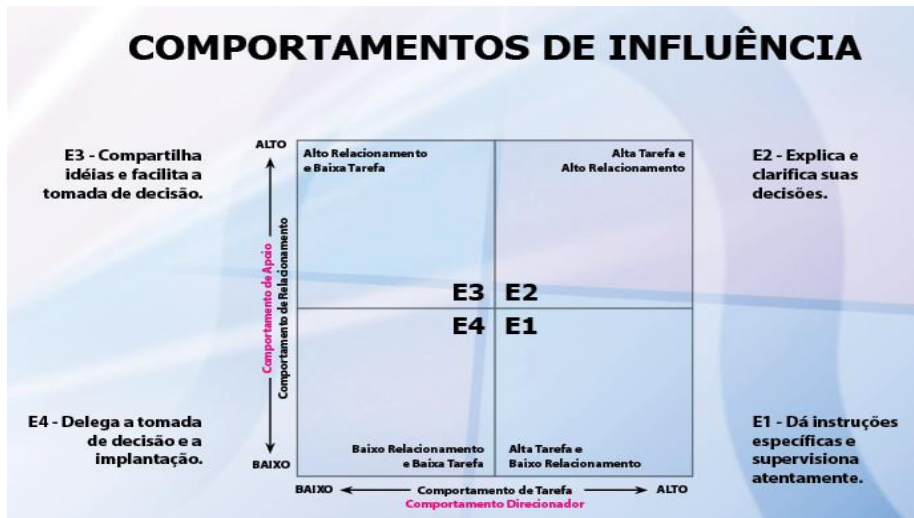 COMPORTAMENTOS DE INFLUÊNCIA
E3 - Compartilha
idéias e facilita a
tomada de decisão.
ALTO
Alto Relacionamento
e Baixa Tarefa
Alta Tarefa e
Alto Relacionamento
E2 - Explica e
clarifica suas
decisões.
Comportamento de Apoio
Comportamento de Relacionamento
E3
E2
E4
E1
E4 - Delega a tomada
de decisão e a
implantação.
BAIXO
Baixo Relacionamento
e Baixa Tarefa
Alta Tarefa e
Baixo Relacionamento
E1 - Dá instruções
específicas e
supervisiona
atentamente.
BAIXO
Comportamento de Tarefa
ALTO
Comportamento Direcionador